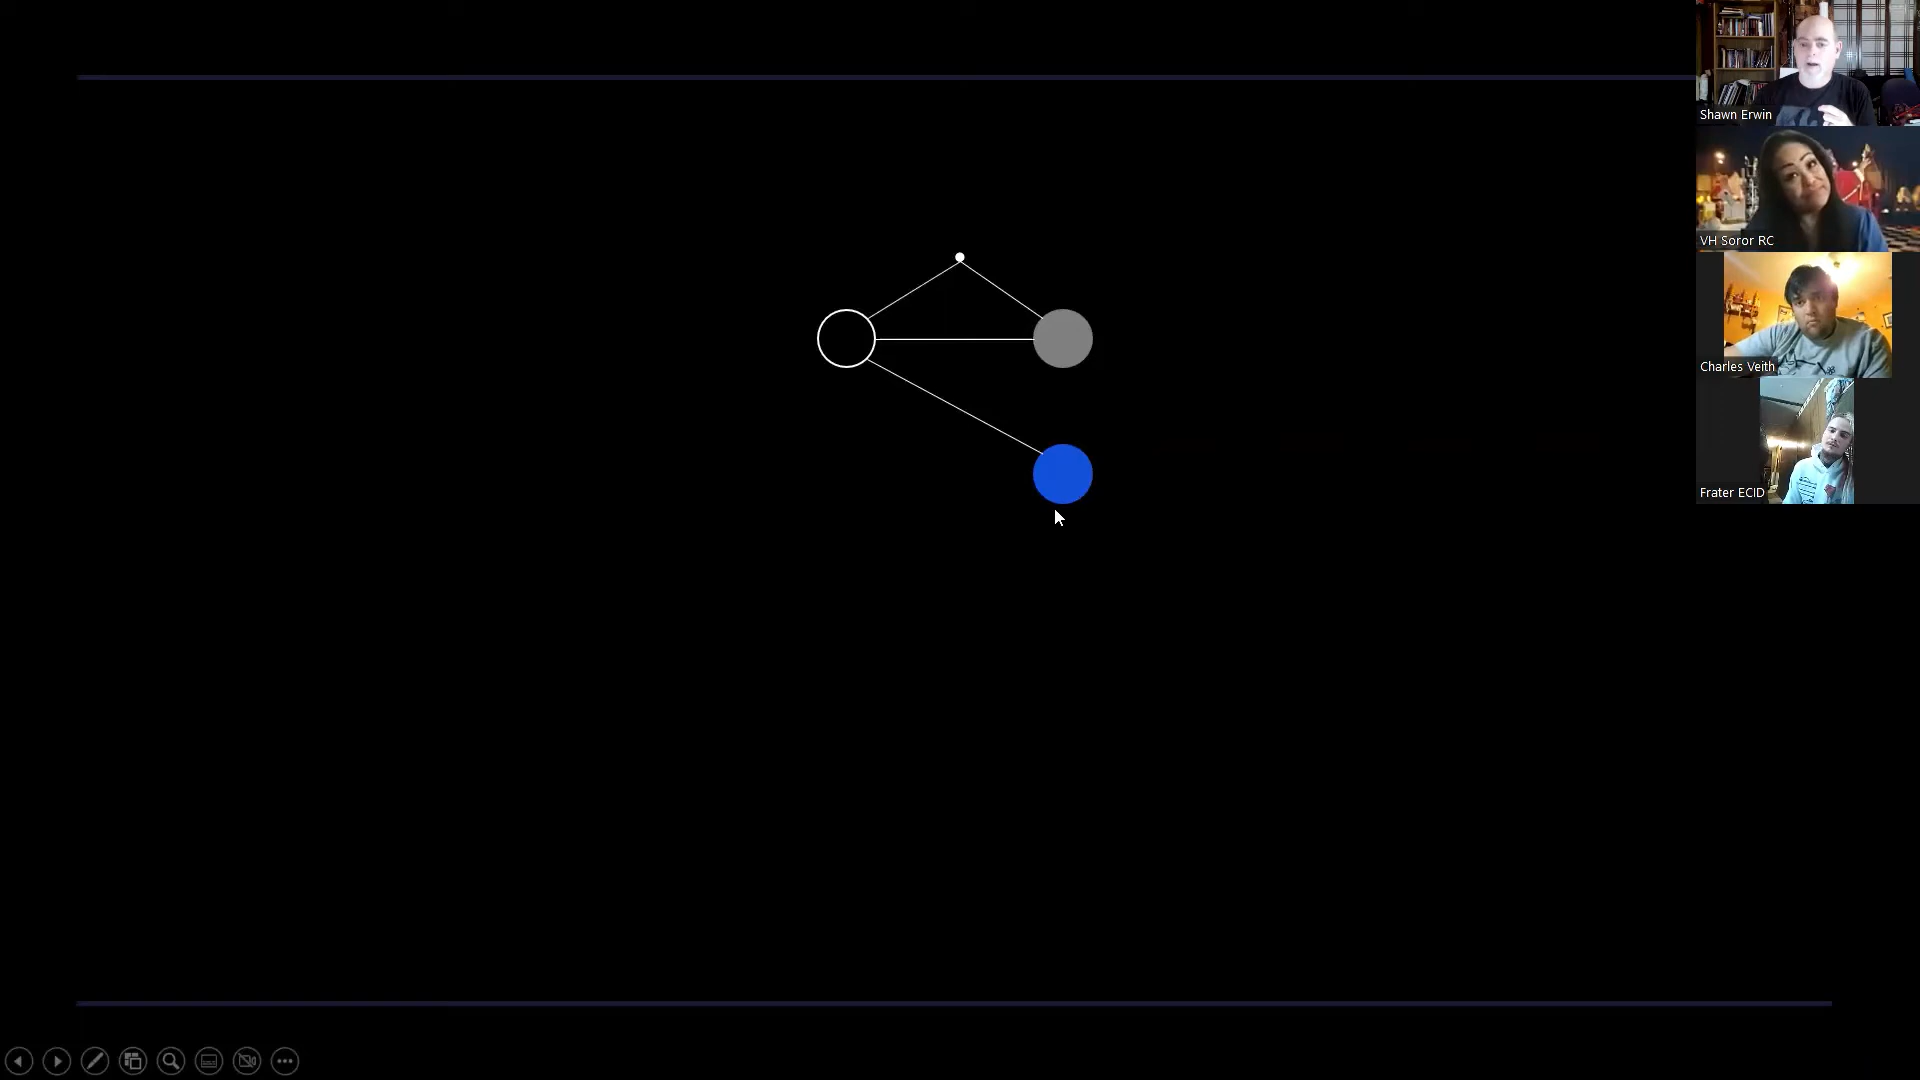 Shawn Erwin
VH Soror RC
Charles Veith
Frater ECID